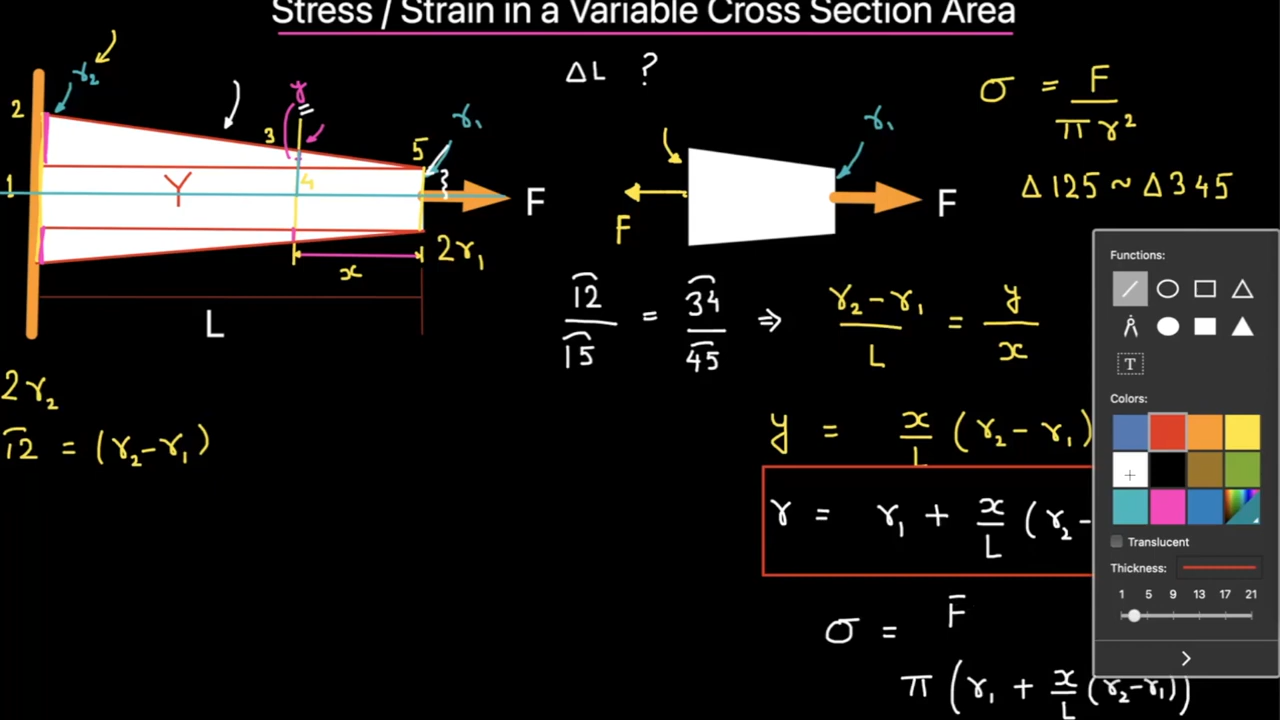 Stress / Strain in a Variable Cross Section Area
ΔL ?
σ = F / π r²
Δ125 ~ Δ345
2
r₂
3
r
r₁
5
1
Y
4
F
2r₁
x
L
F
r₁
F
12 / 15 = 34 / 45 ⇒ r₂ - r₁ / L = y / x
2r₂
12 = (r₂ - r₁)
y = x / L (r₂ - r₁)
r = r₁ + x / L (r₂ -
σ = F
π (r₁ + x / L (r₂ - r₁))
Functions:
T
Colors:
Translucent
Thickness:
1 5 9 13 17 21